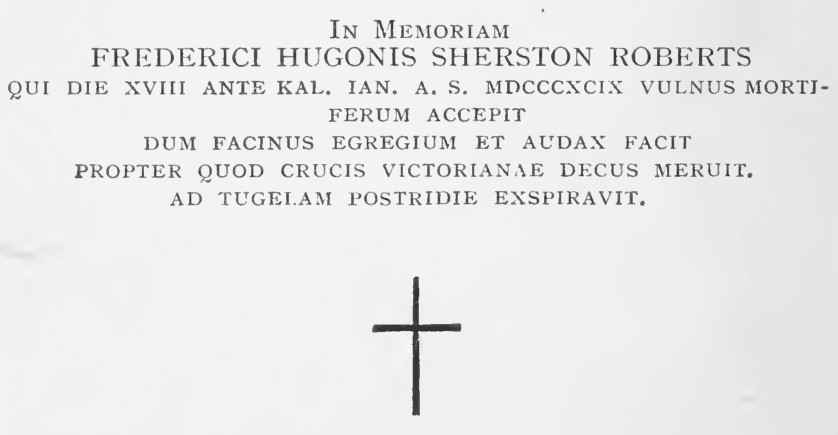 In Memoriam
FREDERICI HUGONIS SHERSTON ROBERTS
QUI DIE XVIII ANTE KAL. IAN. A. S. MDCCCXCIX VULNUS MORTI-
FERUM ACCEPIT
DUM FACINUS EGREGIUM ET AUDAX FACIT
PROPTER QUOD CRUCIS VICTORIANAE DECUS MERUIT.
AD TUGELAM POSTRIDIE EXSPIRAVIT.